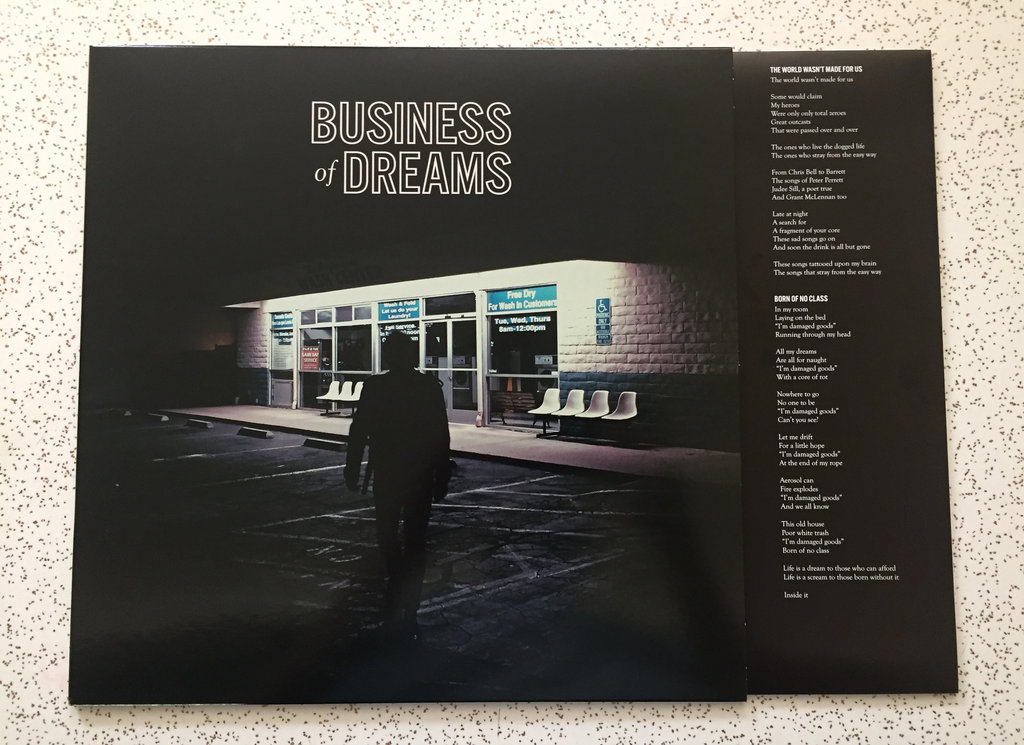 BUSINESS
of DREAMS
Wash & Fold
Let us do your
Laundry!
Full Service
Free Dry
For Wash In Customers
Tue, Wed, Thurs
8am-12:00pm
THE WORLD WASN'T MADE FOR US
The world wasn't made for us
Some would claim
My heroes
Were only only total zeroes
Great outcasts
That were passed over and over
The ones who live the dogged life
The ones who stray from the easy way
From Chris Bell to Barrett
The songs of Peter Perrett
Judee Sill, a poet true
And Grant McLennan too
Late at night
A search for
A fragment of your core
These sad songs go on
And soon the drink is all but gone
These songs tattooed upon my brain
The songs that stray from the easy way
BORN OF NO CLASS
In my room
Laying on the bed
"I'm damaged goods"
Running through my head
All my dreams
Are all for naught
"I'm damaged goods"
With a core of rot
Nowhere to go
No one to be
"I'm damaged goods"
Can't you see?
Let me drift
For a little hope
"I'm damaged goods"
At the end of my rope
Aerosol can
Fire explodes
"I'm damaged goods"
And we all know
This old house
Poor white trash
"I'm damaged goods"
Born of no class
Life is a dream to those who can afford
Life is a scream to those born without it
Inside it